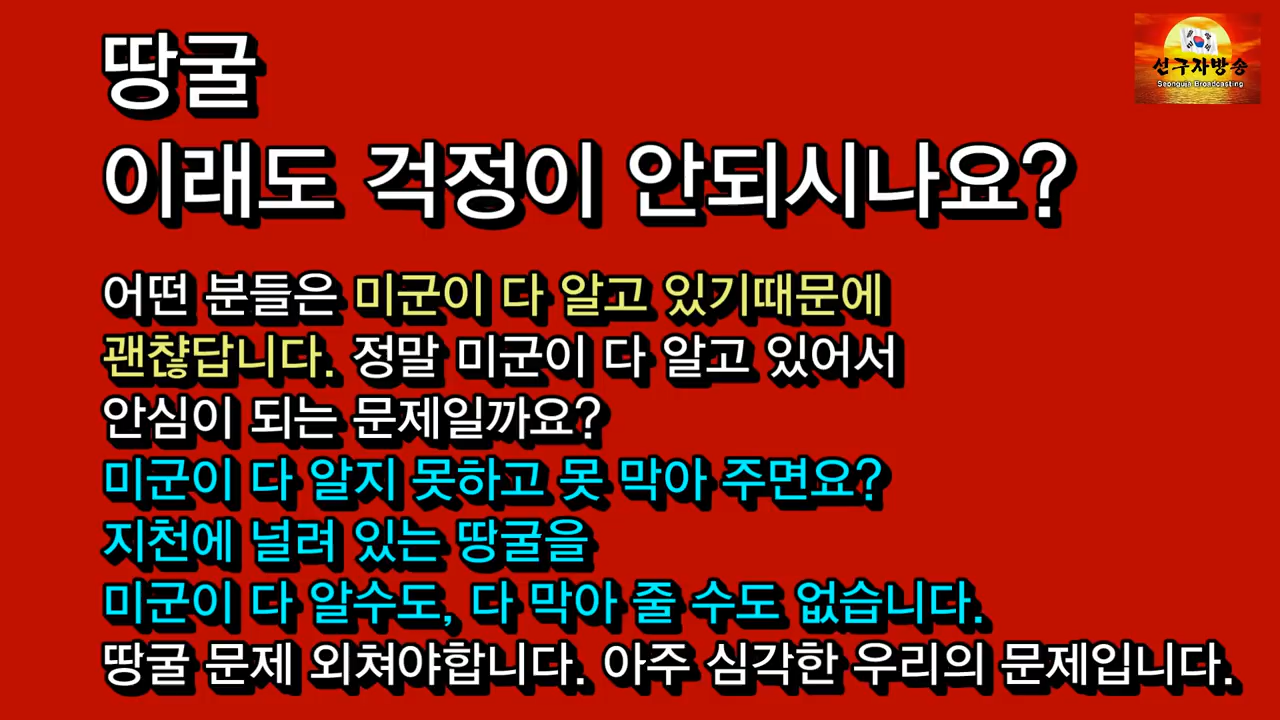 땅굴
이래도 걱정이 안되시나요?
어떤 분들은 미군이 다 알고 있기때문에
괜챦답니다. 정말 미군이 다 알고 있어서
안심이 되는 문제일까요?
미군이 다 알지 못하고 못 막아 주면요?
지천에 널려 있는 땅굴을
미군이 다 알수도, 다 막아 줄 수도 없습니다.
땅굴 문제 외쳐야합니다. 아주 심각한 우리의 문제입니다.
선구자방송
Seonguja Broadcasting